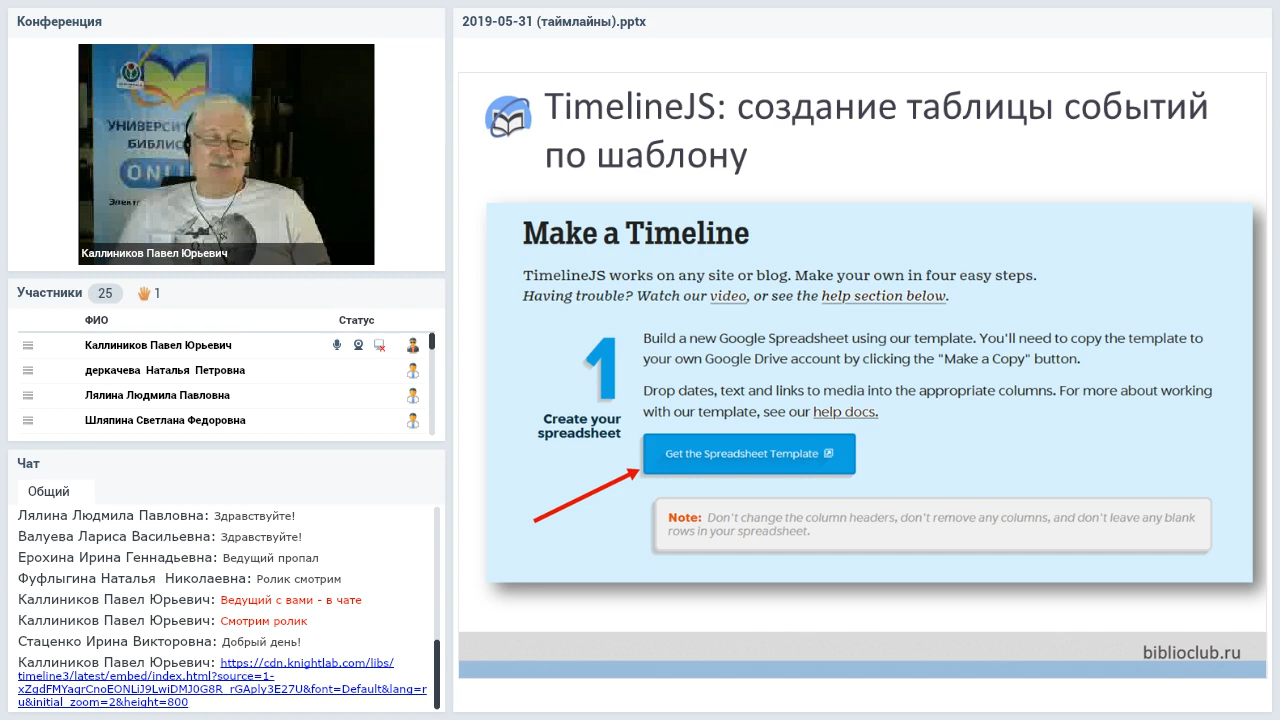 Конференция
УНИВЕРСИТ
БИБЛИО
ONLI
Каллиников Павел Юрьевич
Участники 25 1
ФИО Статус
Каллиников Павел Юрьевич
деркачева Наталья Петровна
Лялина Людмила Павловна
Шляпина Светлана Федоровна
Чат
Общий
Лялина Людмила Павловна: Здравствуйте!
Валуева Лариса Васильевна: Здравствуйте!
Ерохина Ирина Геннадьевна: Ведущий пропал
Фуфлыгина Наталья Николаевна: Ролик смотрим
Каллиников Павел Юрьевич: Ведущий с вами - в чате
Каллиников Павел Юрьевич: Смотрим ролик
Стаценко Ирина Викторовна: Добрый день!
Каллиников Павел Юрьевич: https://cdn.knightlab.com/libs/
timeline3/latest/embed/index.html?source=1-
xZgdFMYaqrCnoEONLiJ9LwiDMJ0G8R_rGAply3E27U&font=Default&lang=r
u&initial_zoom=2&height=800
2019-05-31 (таймлайны).pptx
TimelineJS: создание таблицы событий
по шаблону
Make a Timeline
TimelineJS works on any site or blog. Make your own in four easy steps.
Having trouble? Watch our video, or see the help section below.
1
Create your
spreadsheet
Build a new Google Spreadsheet using our template. You'll need to copy the template to
your own Google Drive account by clicking the "Make a Copy" button.
Drop dates, text and links to media into the appropriate columns. For more about working
with our template, see our help docs.
Get the Spreadsheet Template
Note: Don't change the column headers, don't remove any columns, and don't leave any blank
rows in your spreadsheet.
biblioclub.ru